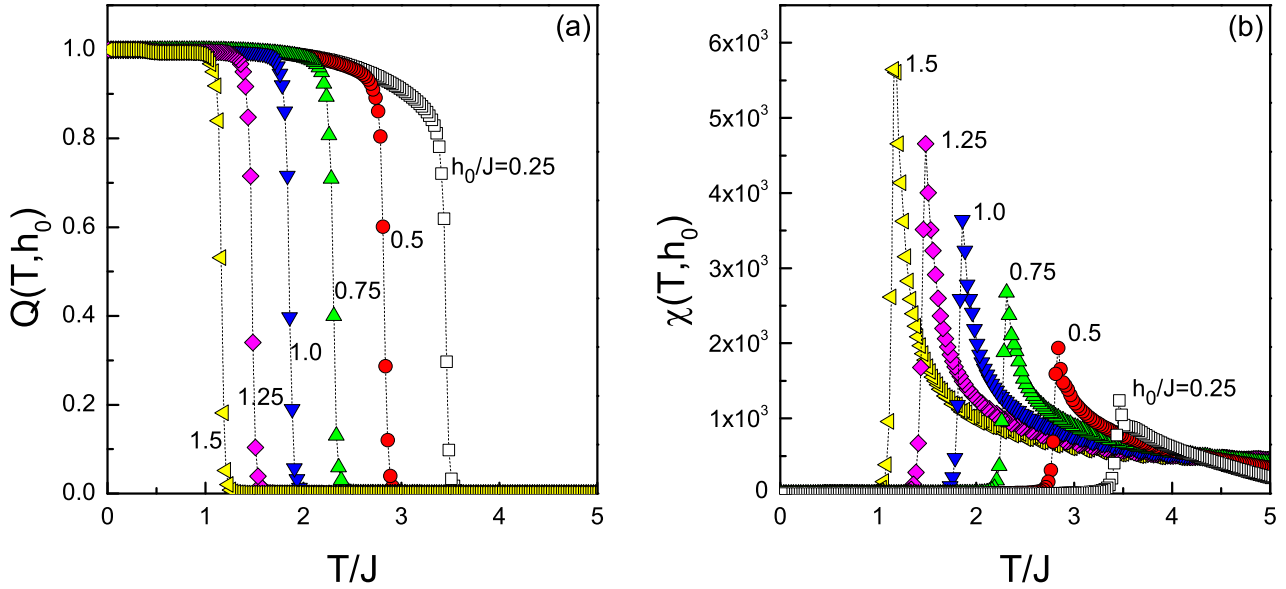 (a)
1.0
0.8
0.6
0.4
0.2
0.0
Q(T,h₀)
h₀/J=0.25
0.5
0.75
1.0
1.25
1.5
0 1 2 3 4 5
T/J
(b)
6x10³
5x10³
4x10³
3x10³
2x10³
1x10³
0
χ(T,h₀)
1.5
1.25
1.0
0.75
0.5
h₀/J=0.25
0 1 2 3 4 5
T/J